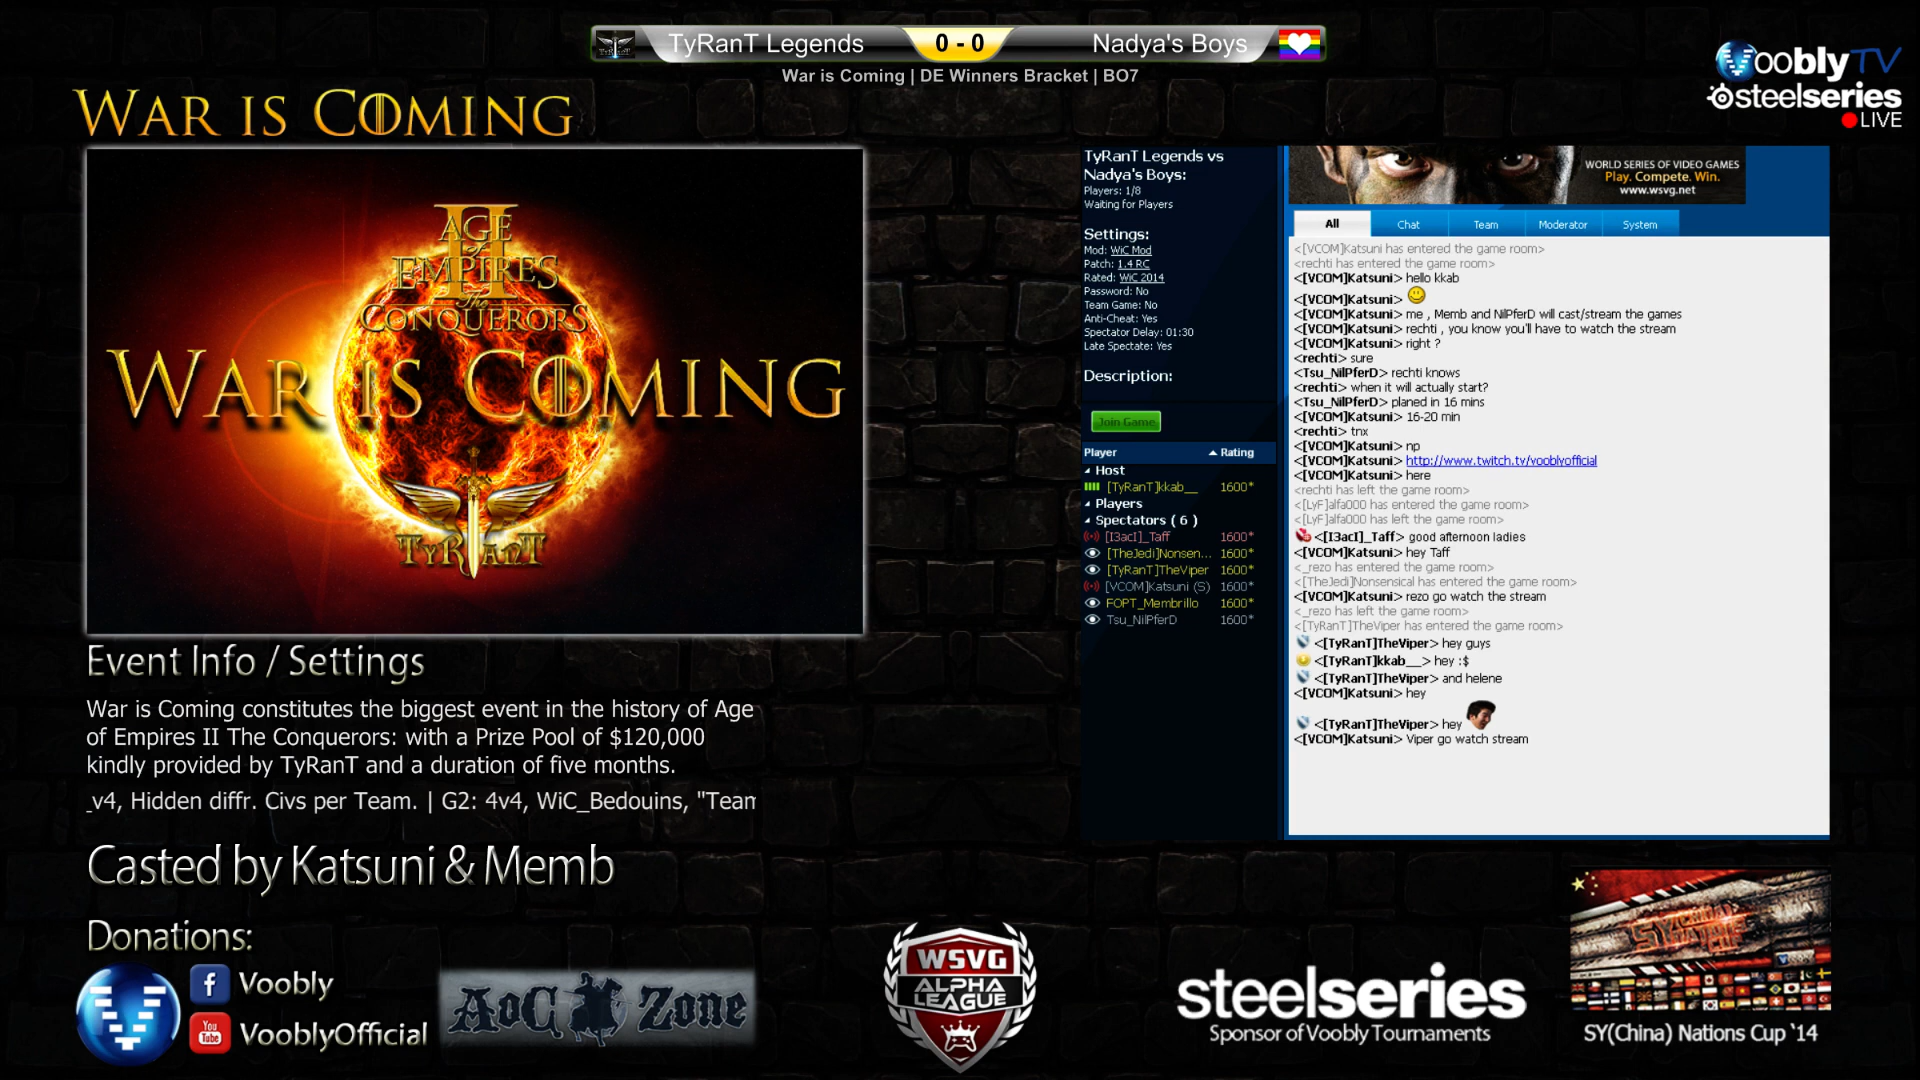 TyRanT Legends 0 - 0 Nadya's Boys
War is Coming | DE Winners Bracket | BO7
VooblyTV
steelseries
LIVE
WAR IS COMING
II
AGE
of
EMPIRES
The
CONQUERORS
WAR IS COMING
TYRANT
Event Info / Settings
War is Coming constitutes the biggest event in the history of Age
of Empires II The Conquerors: with a Prize Pool of $120,000
kindly provided by TyRanT and a duration of five months.
_v4, Hidden diffr. Civs per Team. | G2: 4v4, WiC_Bedouins, "Team
Casted by Katsuni & Memb
Donations:
Voobly
You Tube
VooblyOfficial
AoC Zone
WSVG
ALPHA
LEAGUE
steelseries
Sponsor of Voobly Tournaments
SY(China) Nations Cup `14
TyRanT Legends vs
Nadya's Boys:
Players: 1/8
Waiting for Players
Settings:
Mod: WiC Mod
Patch: 1.4 RC
Rated: WiC 2014
Password: No
Team Game: No
Anti-Cheat: Yes
Spectator Delay: 01:30
Late Spectate: Yes
Description:
Join Game
Player Rating
Host
[TyRanT]kkab__ 1600*
Players
Spectators ( 6 )
[I3acI]_Taff 1600*
[TheJedi]Nonsen... 1600*
[TyRanT]TheViper 1600*
[VCOM]Katsuni (S) 1600*
FOPT_Membrillo 1600*
Tsu_NilPferD 1600*
WORLD SERIES OF VIDEO GAMES
Play. Compete. Win.
www.wsvg.net
All Chat Team Moderator System
<[VCOM]Katsuni has entered the game room>
<rechti has entered the game room>
<[VCOM]Katsuni> hello kkab
<[VCOM]Katsuni>
<[VCOM]Katsuni> me , Memb and NilPferD will cast/stream the games
<[VCOM]Katsuni> rechti , you know you'll have to watch the stream
<[VCOM]Katsuni> right ?
<rechti> sure
<Tsu_NilPferD> rechti knows
<rechti> when it will actually start?
<Tsu_NilPferD> planed in 16 mins
<[VCOM]Katsuni> 16-20 min
<rechti> tnx
<[VCOM]Katsuni> np
<[VCOM]Katsuni> http://www.twitch.tv/vooblyofficial
<[VCOM]Katsuni> here
<rechti has left the game room>
<[LyF]alfa000 has entered the game room>
<[LyF]alfa000 has left the game room>
<[I3acI]_Taff> good afternoon ladies
<[VCOM]Katsuni> hey Taff
<_rezo has entered the game room>
<[TheJedi]Nonsensical has entered the game room>
<[VCOM]Katsuni> rezo go watch the stream
<_rezo has left the game room>
<[TyRanT]TheViper has entered the game room>
<[TyRanT]TheViper> hey guys
<[TyRanT]kkab__> hey :$
<[TyRanT]TheViper> and helene
<[VCOM]Katsuni> hey
<[TyRanT]TheViper> hey
<[VCOM]Katsuni> Viper go watch stream